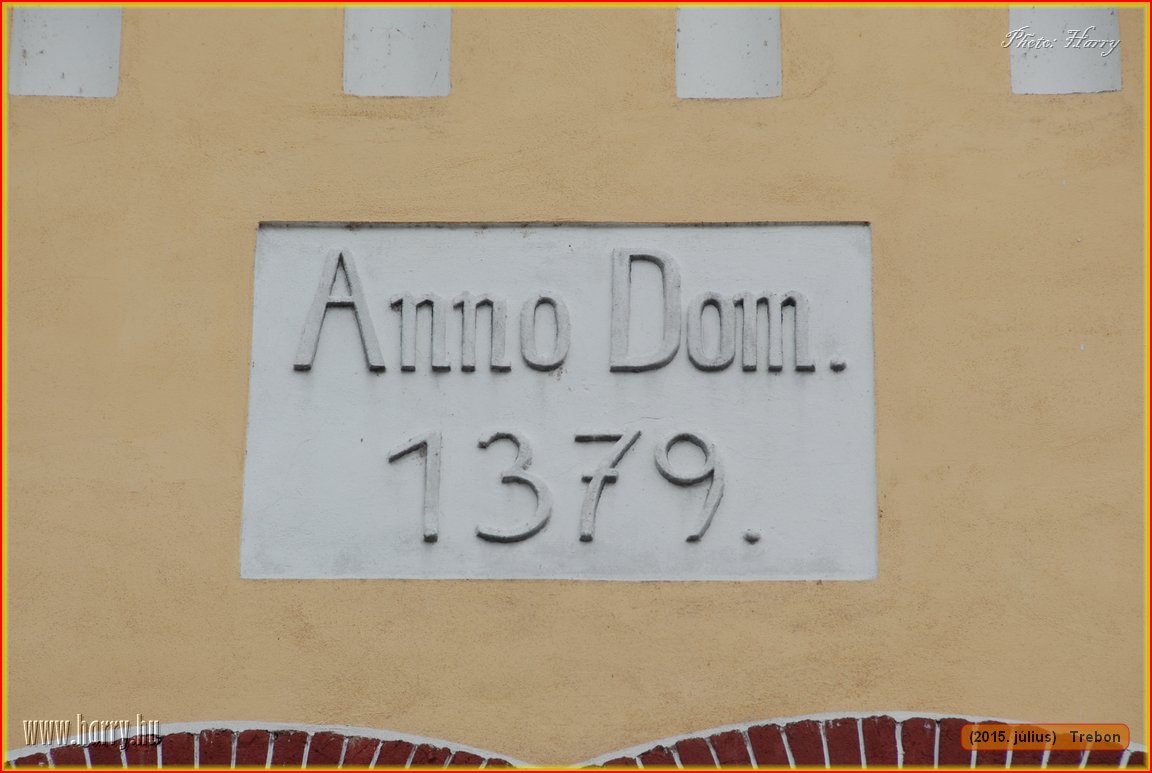 Photo: Harry
Anno Dom.
1379.
www.harry.hu
(2015. július) Trebon